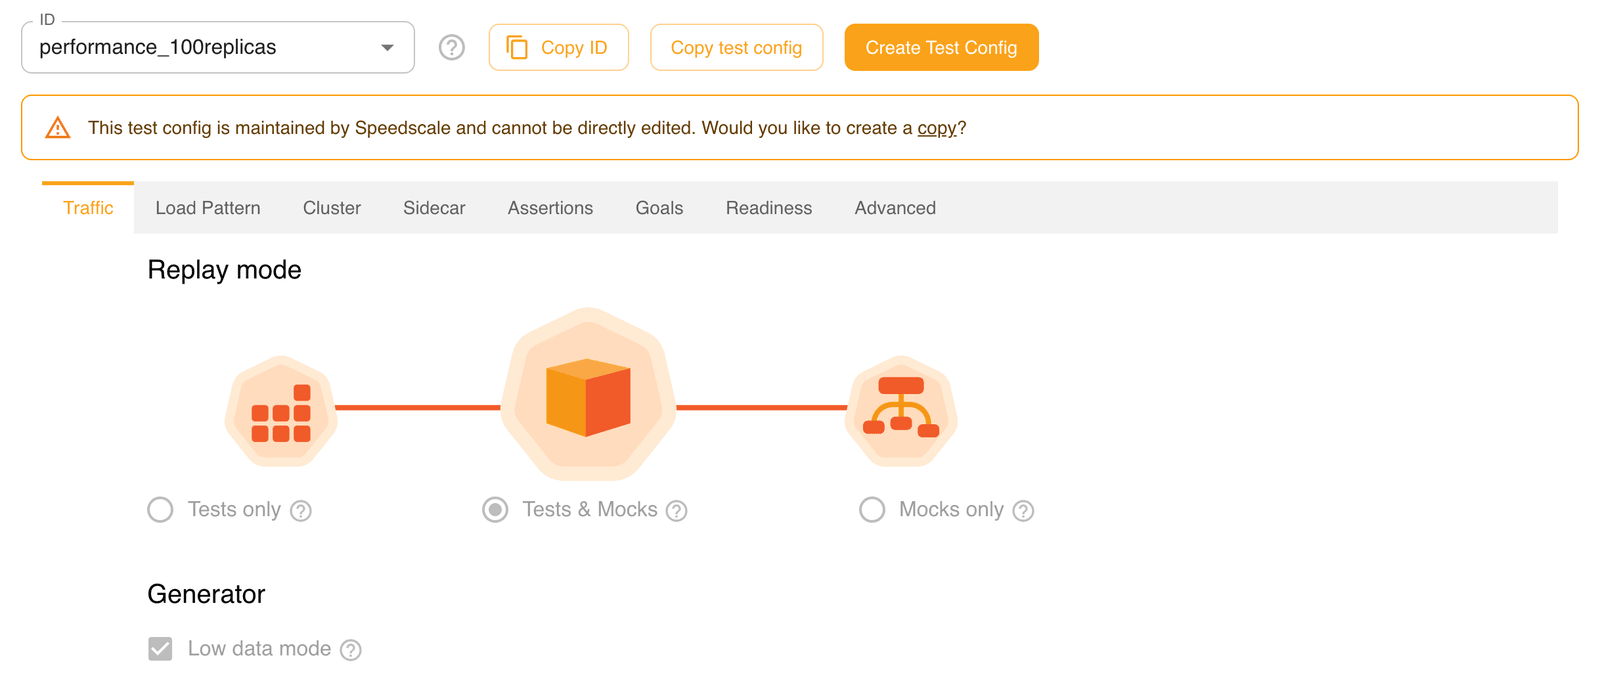 ID
performance_100replicas
Copy ID
Copy test config
Create Test Config
This test config is maintained by Speedscale and cannot be directly edited. Would you like to create a copy?
Traffic Load Pattern Cluster Sidecar Assertions Goals Readiness Advanced
Replay mode
Tests only Tests & Mocks Mocks only
Generator
Low data mode